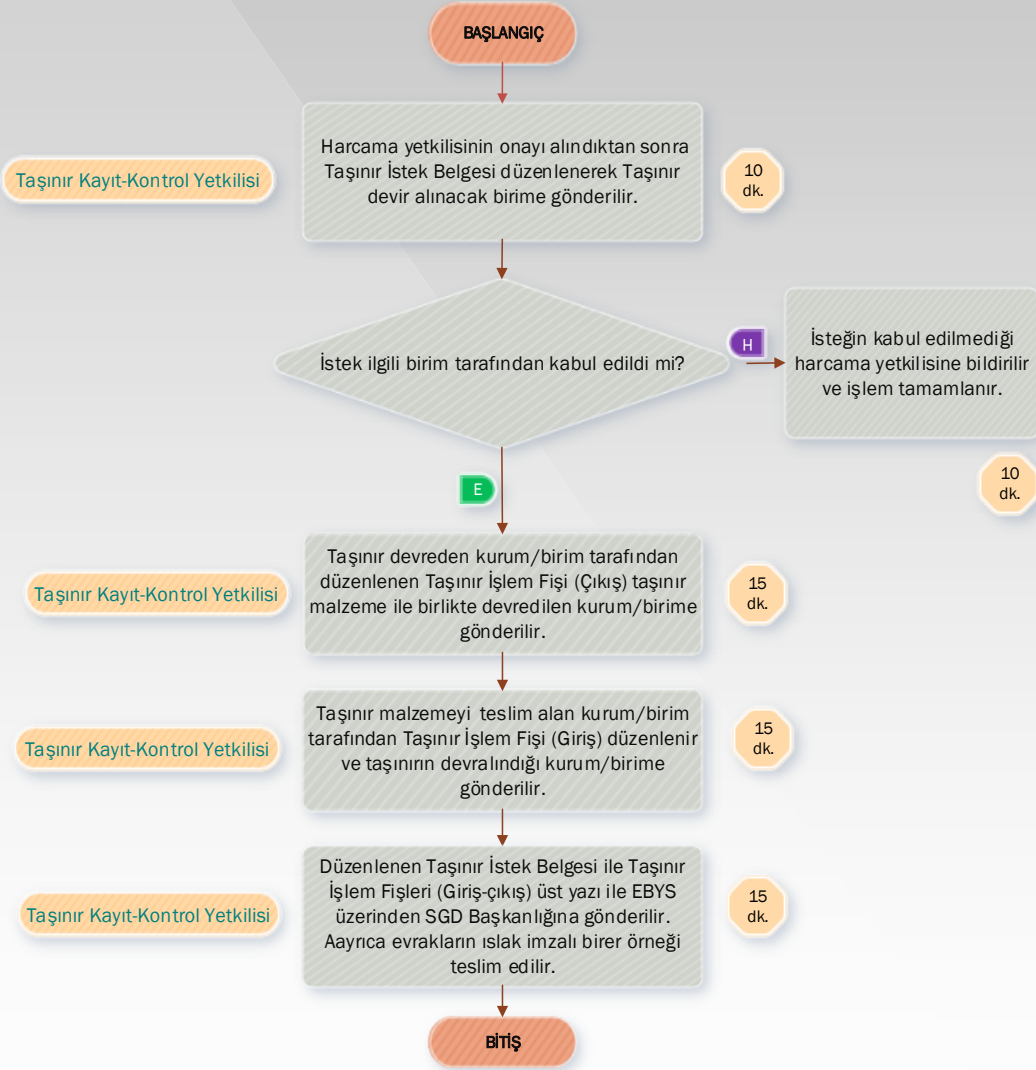 BAŞLANGIÇ
Harcama yetkilisinin onayı alındıktan sonra
Taşınır İstek Belgesi düzenlenerek Taşınır
devir alınacak birime gönderilir.
Taşınır Kayıt-Kontrol Yetkilisi
10
dk.
İstek ilgili birim tarafından kabul edildi mi?
H
İsteğin kabul edilmediği
harcama yetkilisine bildirilir
ve işlem tamamlanır.
10
dk.
E
Taşınır devreden kurum/birim tarafından
düzenlenen Taşınır İşlem Fişi (Çıkış) taşınır
malzeme ile birlikte devredilen kurum/birime
gönderilir.
Taşınır Kayıt-Kontrol Yetkilisi
15
dk.
Taşınır malzemeyi teslim alan kurum/birim
tarafından Taşınır İşlem Fişi (Giriş) düzenlenir
ve taşınırın devralındığı kurum/birime
gönderilir.
Taşınır Kayıt-Kontrol Yetkilisi
15
dk.
Düzenlenen Taşınır İstek Belgesi ile Taşınır
İşlem Fişleri (Giriş-çıkış) üst yazı ile EBYS
üzerinden SGD Başkanlığına gönderilir.
Aayrıca evrakların ıslak imzalı birer örneği
teslim edilir.
Taşınır Kayıt-Kontrol Yetkilisi
15
dk.
BİTİŞ